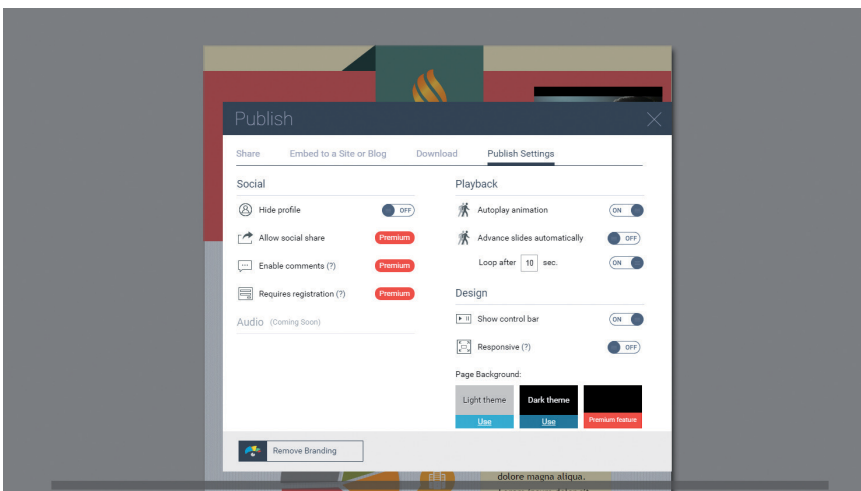 Publish
Share Embed to a Site or Blog Download Publish Settings
Social
Hide profile OFF
Allow social share Premium
Enable comments (?) Premium
Requires registration (?) Premium
Audio (Coming Soon)
Playback
Autoplay animation ON
Advance slides automatically OFF
Loop after 10 sec. ON
Design
Show control bar ON
Responsive (?) OFF
Page Background:
Light theme Dark theme
Use Use Premium feature
Remove Branding
dolore magna aliqua.